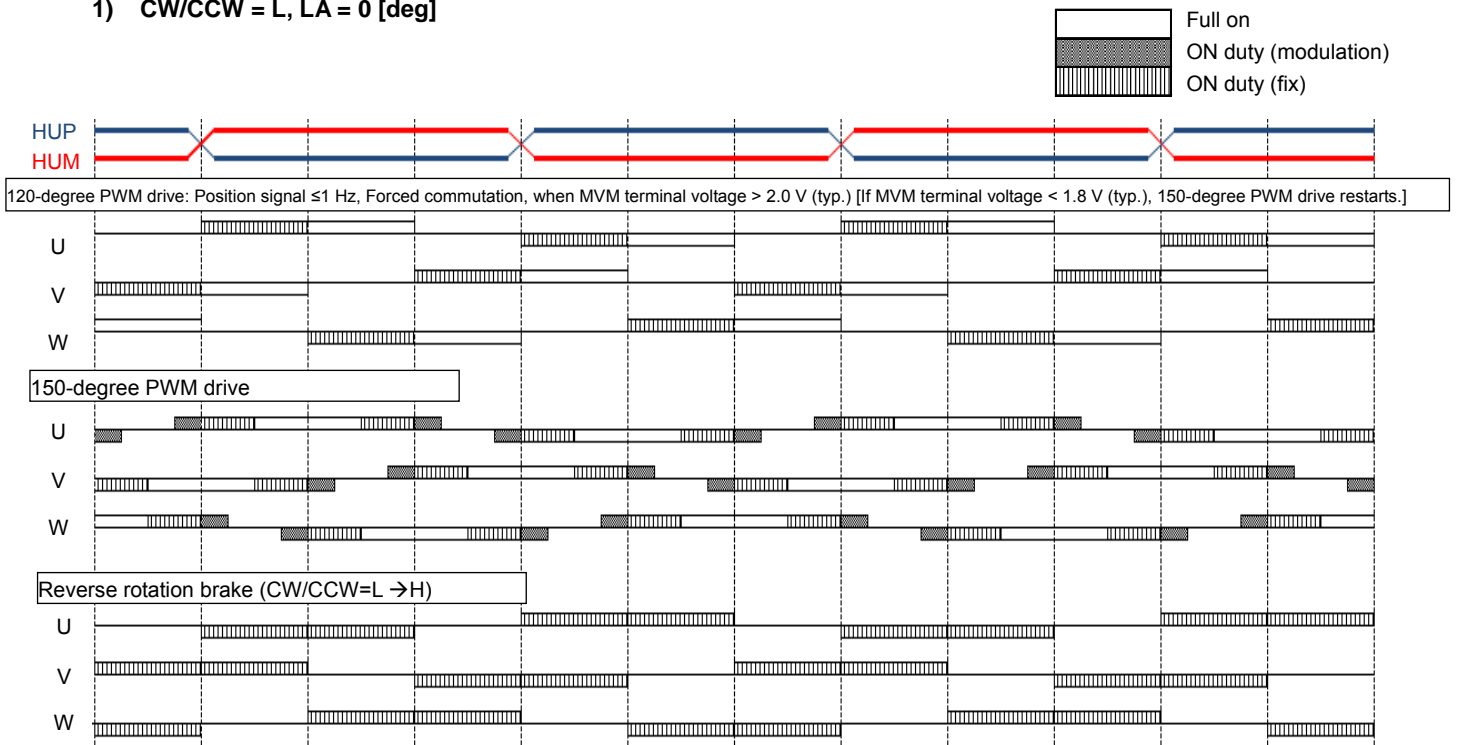 1) CW/CCW = L, LA = 0 [deg]
Full on
ON duty (modulation)
ON duty (fix)
HUP
HUM
120-degree PWM drive: Position signal ≤1 Hz, Forced commutation, when MVM terminal voltage > 2.0 V (typ.) [If MVM terminal voltage < 1.8 V (typ.), 150-degree PWM drive restarts.]
U
V
W
150-degree PWM drive
U
V
W
Reverse rotation brake (CW/CCW=L →H)
U
V
W